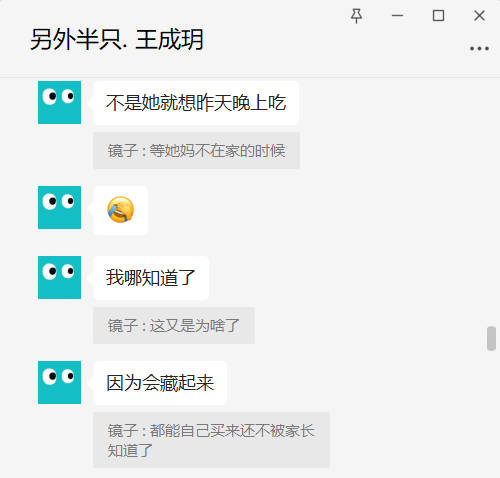 另外半只. 王成玥
不是她就想昨天晚上吃
镜子 : 等她妈不在家的时候
我哪知道了
镜子 : 这又是为啥了
因为会藏起来
镜子 : 都能自己买来还不被家长
知道了